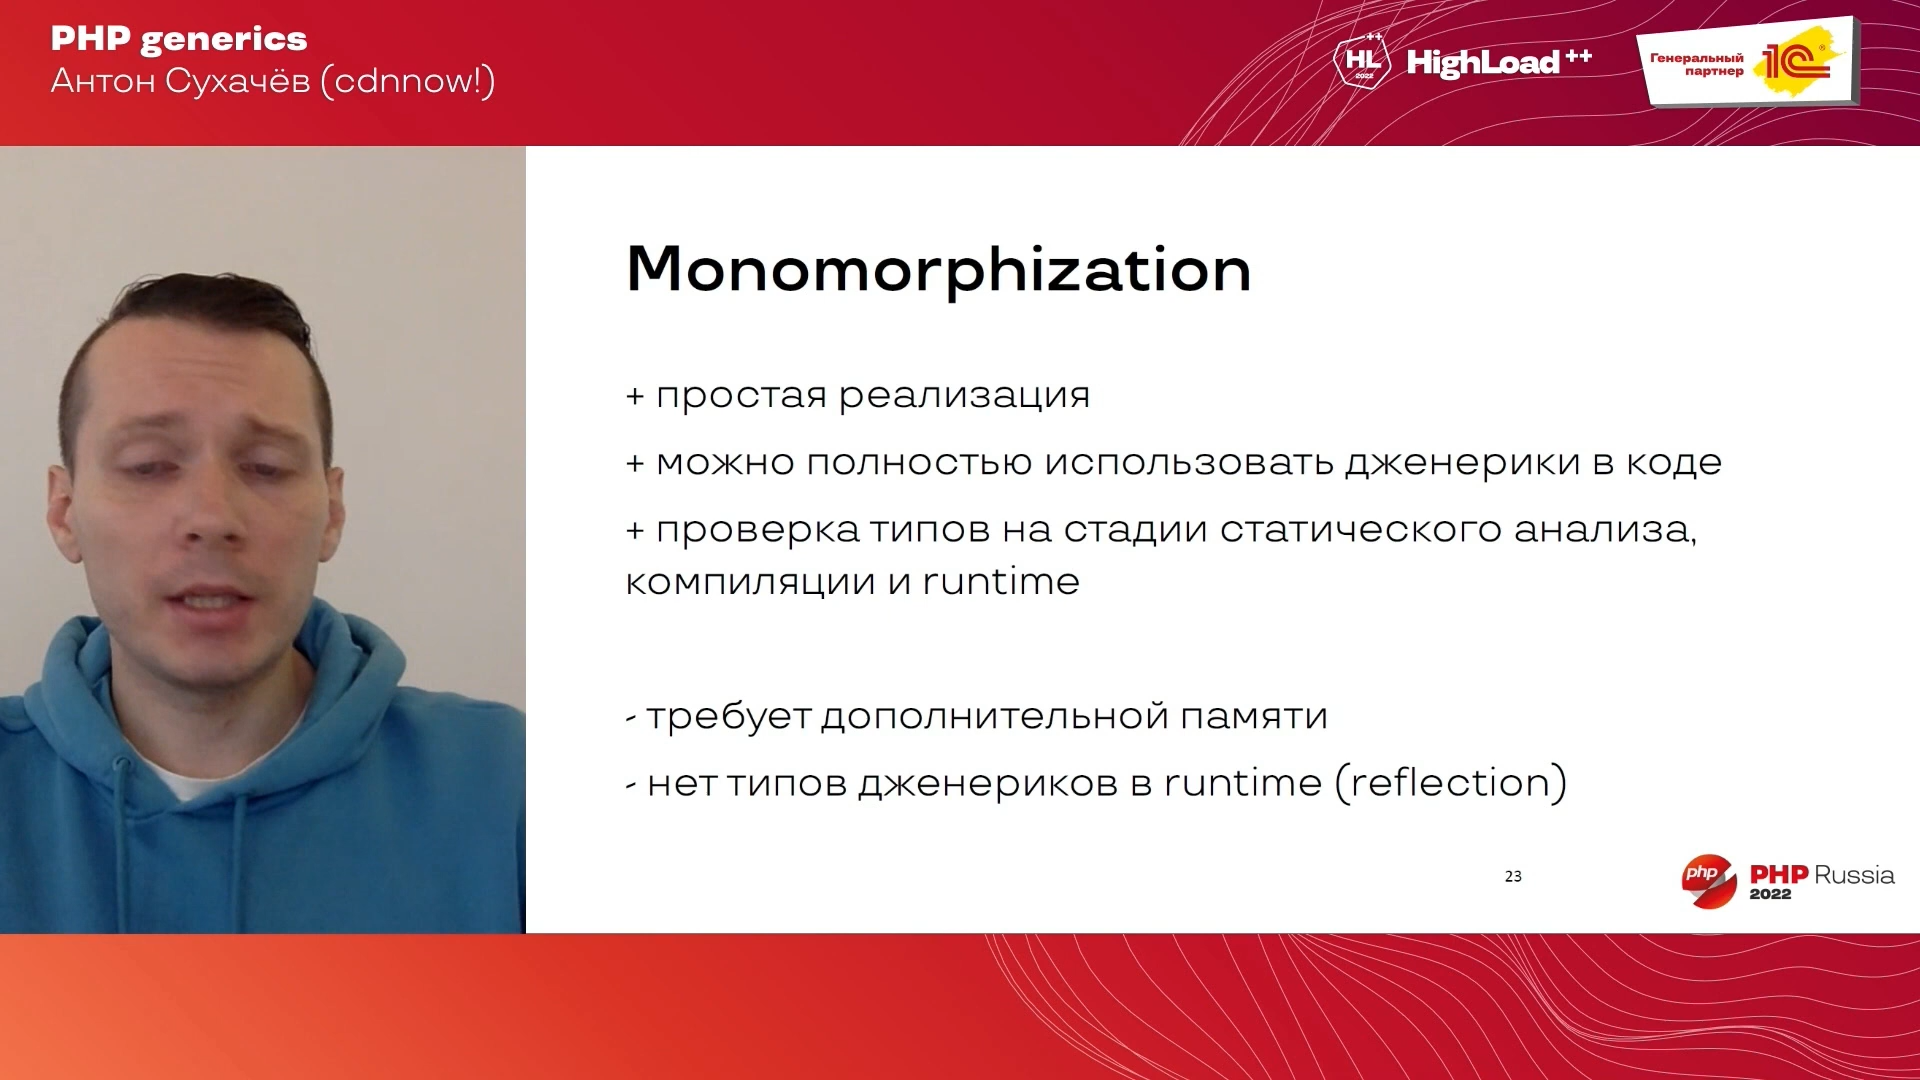 PHP generics
Антон Сухачёв (cdnnow!)
++
HL
2022
HighLoad++
Генеральный
партнер
1С®
Monomorphization
+ простая реализация
+ можно полностью использовать дженерики в коде
+ проверка типов на стадии статического анализа,
компиляции и runtime
- требует дополнительной памяти
- нет типов дженериков в runtime (reflection)
23
php
PHP Russia
2022